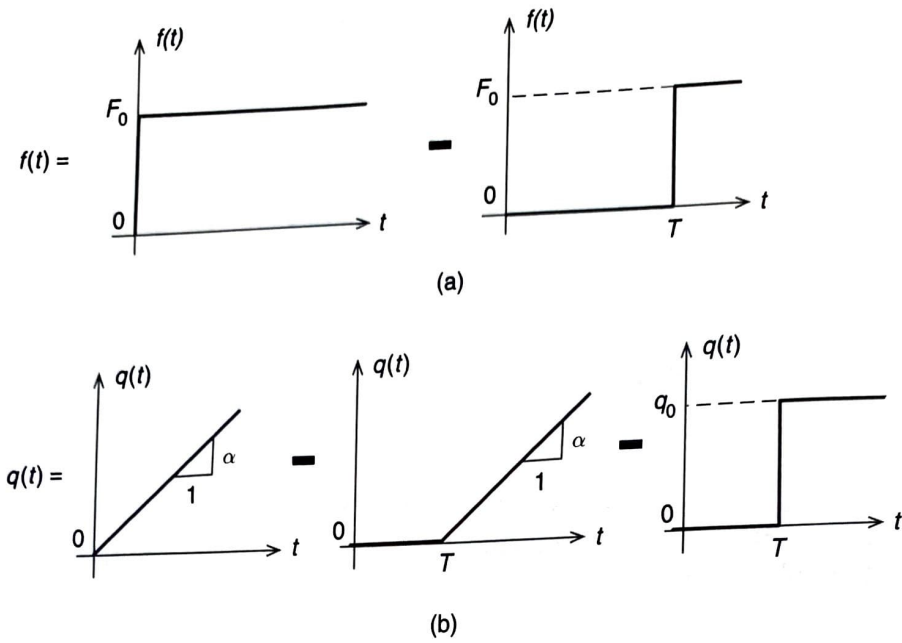 f(t)
f(t)
F0
F0
f(t) =
0
t
0
t
T
(a)
q(t)
q(t)
q(t)
q0
α
α
q(t) =
1
1
0
t
0
t
0
t
T
T
(b)